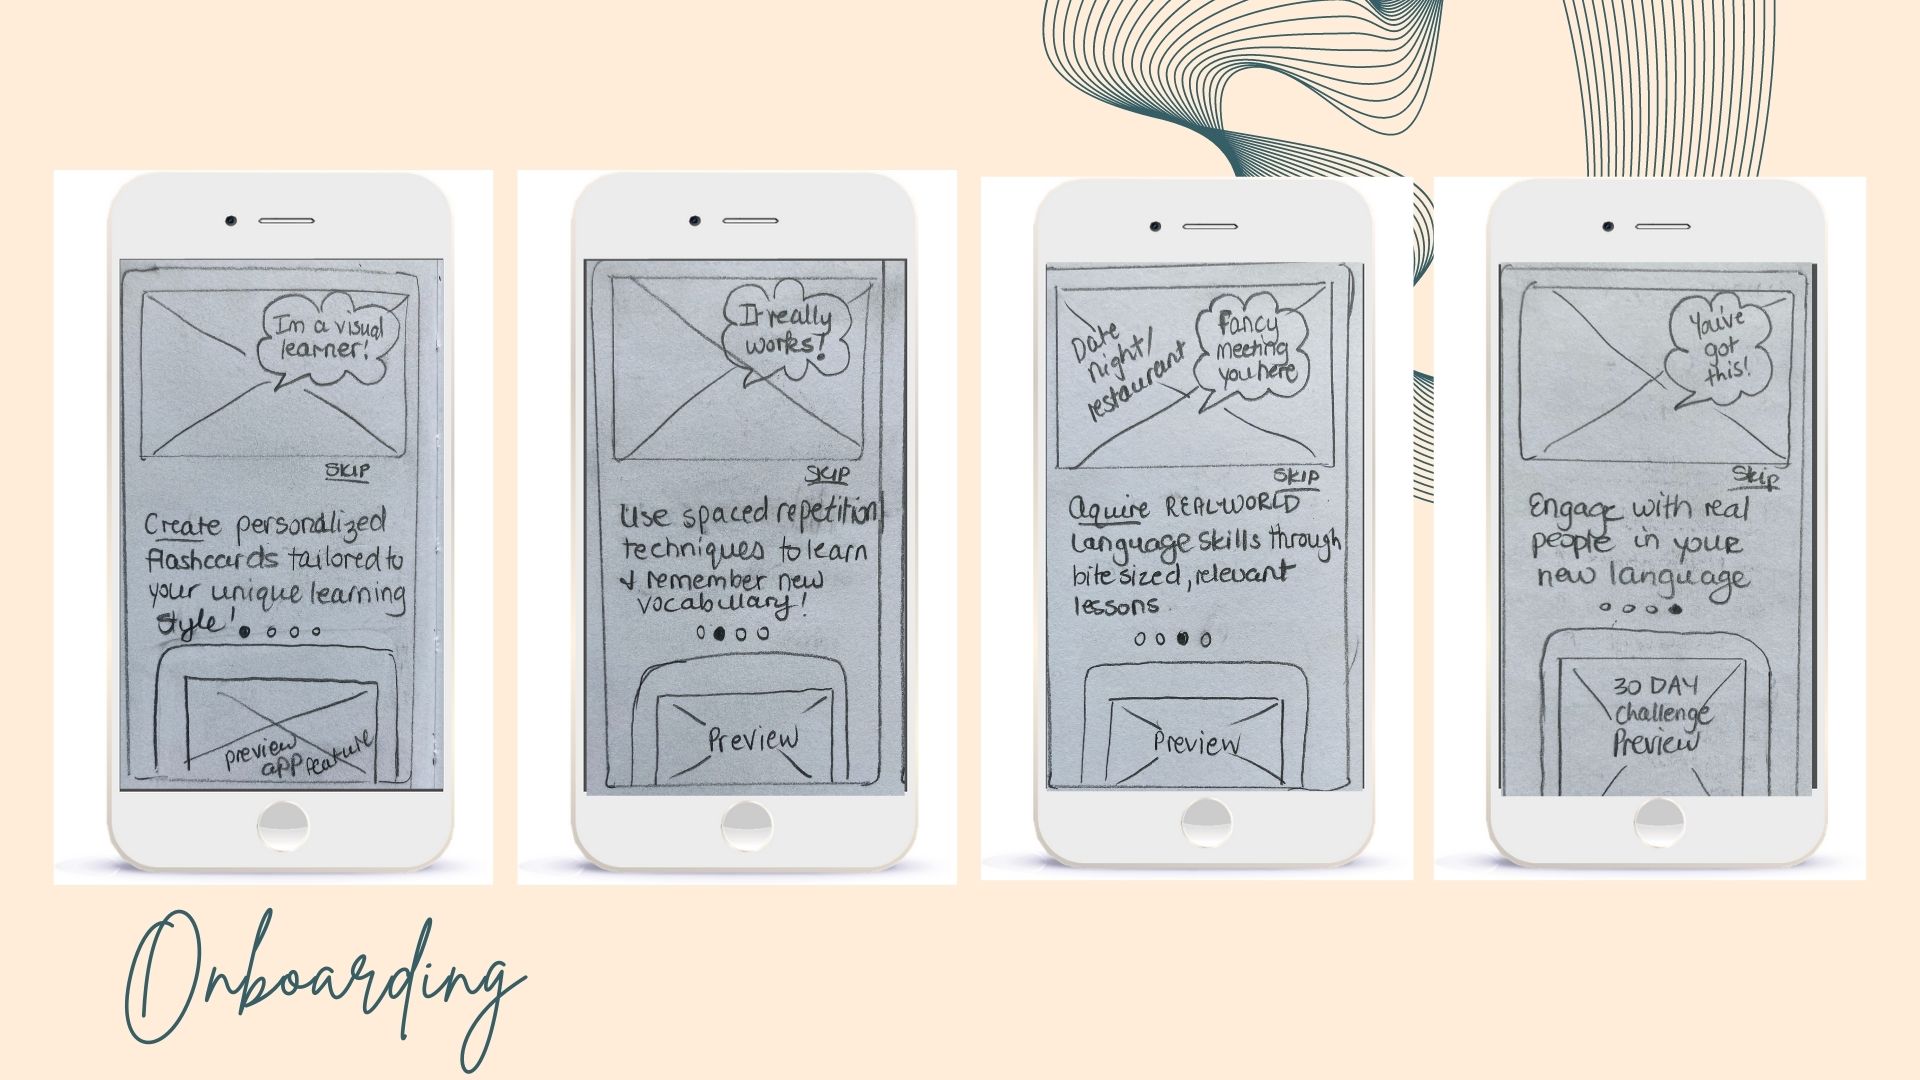 Im a visual
learner!
SKIP
Create personalized
flashcards tailored to
your unique learning
style!
preview
app feature
It really
works!
SKIP
Use spaced repetition
techniques to learn
& remember new
vocabullary!
Preview
Date
night/
restaurant
Fancy
meeting
you here
SKIP
Aquire REAL-WORLD
language skills through
bite sized, relevant
lessons
Preview
You've
got
this!
Skip
Engage with real
people in your
new language
30 DAY
challenge
Preview
Onboarding